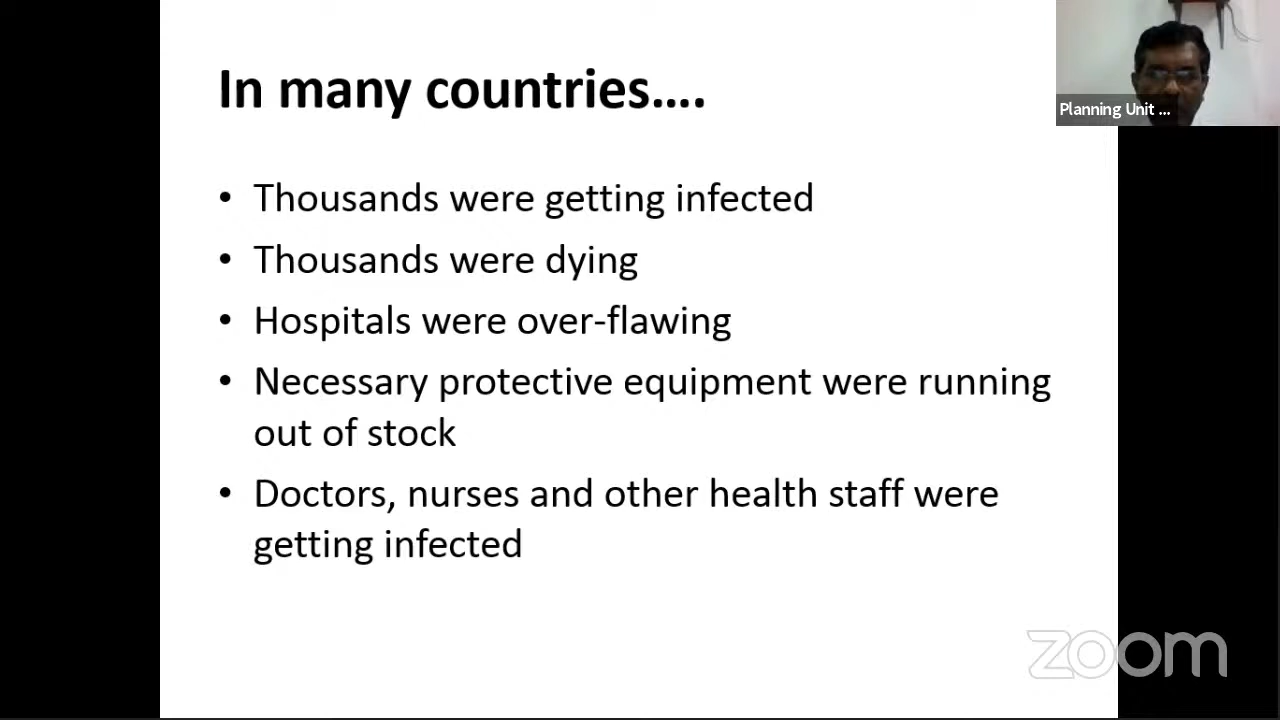 In many countries....
Planning Unit ...
• Thousands were getting infected
• Thousands were dying
• Hospitals were over-flawing
• Necessary protective equipment were running
out of stock
• Doctors, nurses and other health staff were
getting infected
zoom